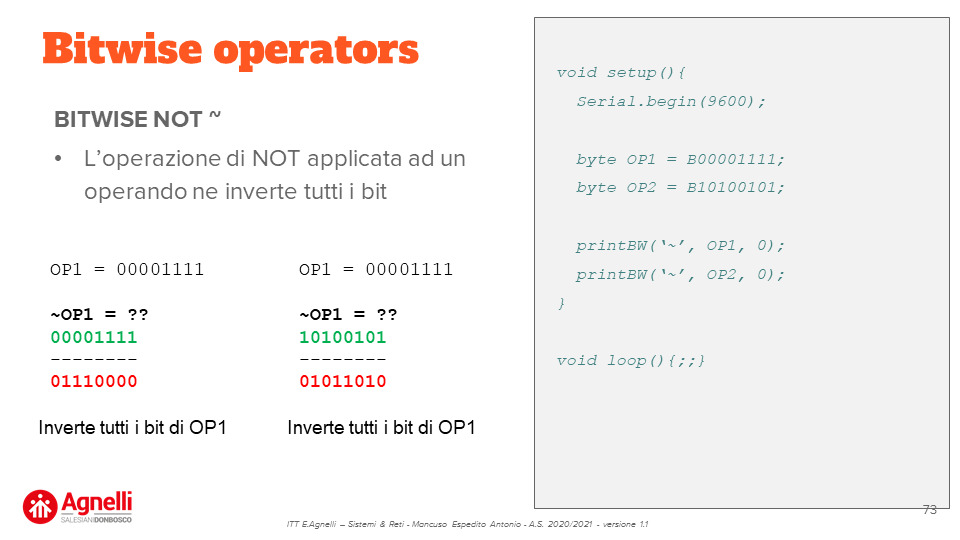 Bitwise operators
BITWISE NOT ~
• L’operazione di NOT applicata ad un
operando ne inverte tutti i bit
OP1 = 00001111
~OP1 = ??
00001111
--------
01110000
Inverte tutti i bit di OP1
OP1 = 00001111
~OP1 = ??
10100101
--------
01011010
Inverte tutti i bit di OP1
void setup(){
Serial.begin(9600);
byte OP1 = B00001111;
byte OP2 = B10100101;
printBW(‘~’, OP1, 0);
printBW(‘~’, OP2, 0);
}
void loop(){;;}
Agnelli
SALESIANIDONBOSCO
ITT E.Agnelli – Sistemi & Reti - Mancuso Espedito Antonio - A.S. 2020/2021 - versione 1.1
73